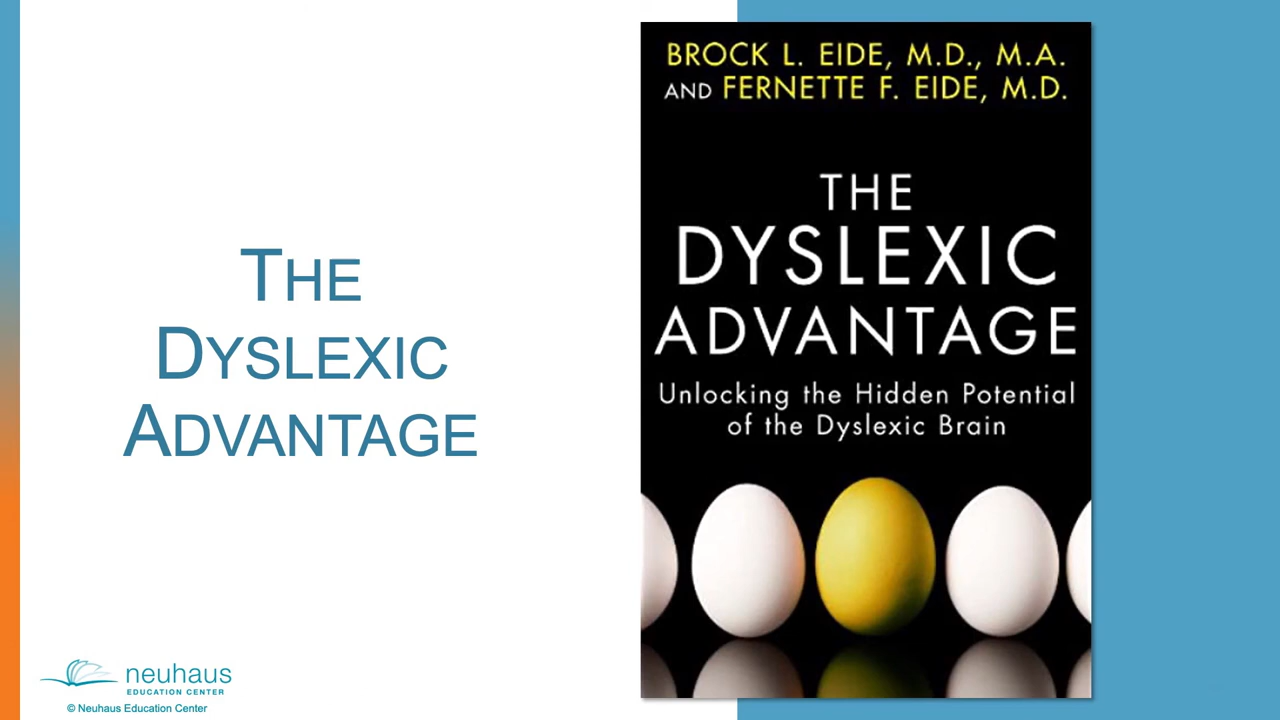 THE
DYSLEXIC
ADVANTAGE
BROCK L. EIDE, M.D., M.A.
AND FERNETTE F. EIDE, M.D.
THE
DYSLEXIC
ADVANTAGE
Unlocking the Hidden Potential
of the Dyslexic Brain
neuhaus
EDUCATION CENTER
© Neuhaus Education Center